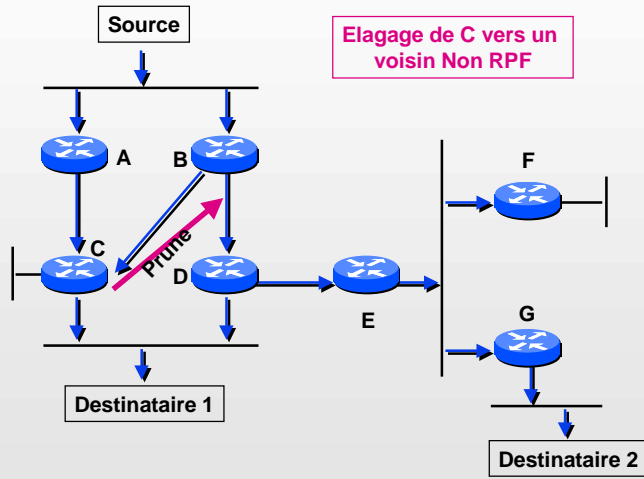 Source
Elagage de C vers un
voisin Non RPF
A
B
F
C
Prune
D
E
G
Destinataire 1
Destinataire 2